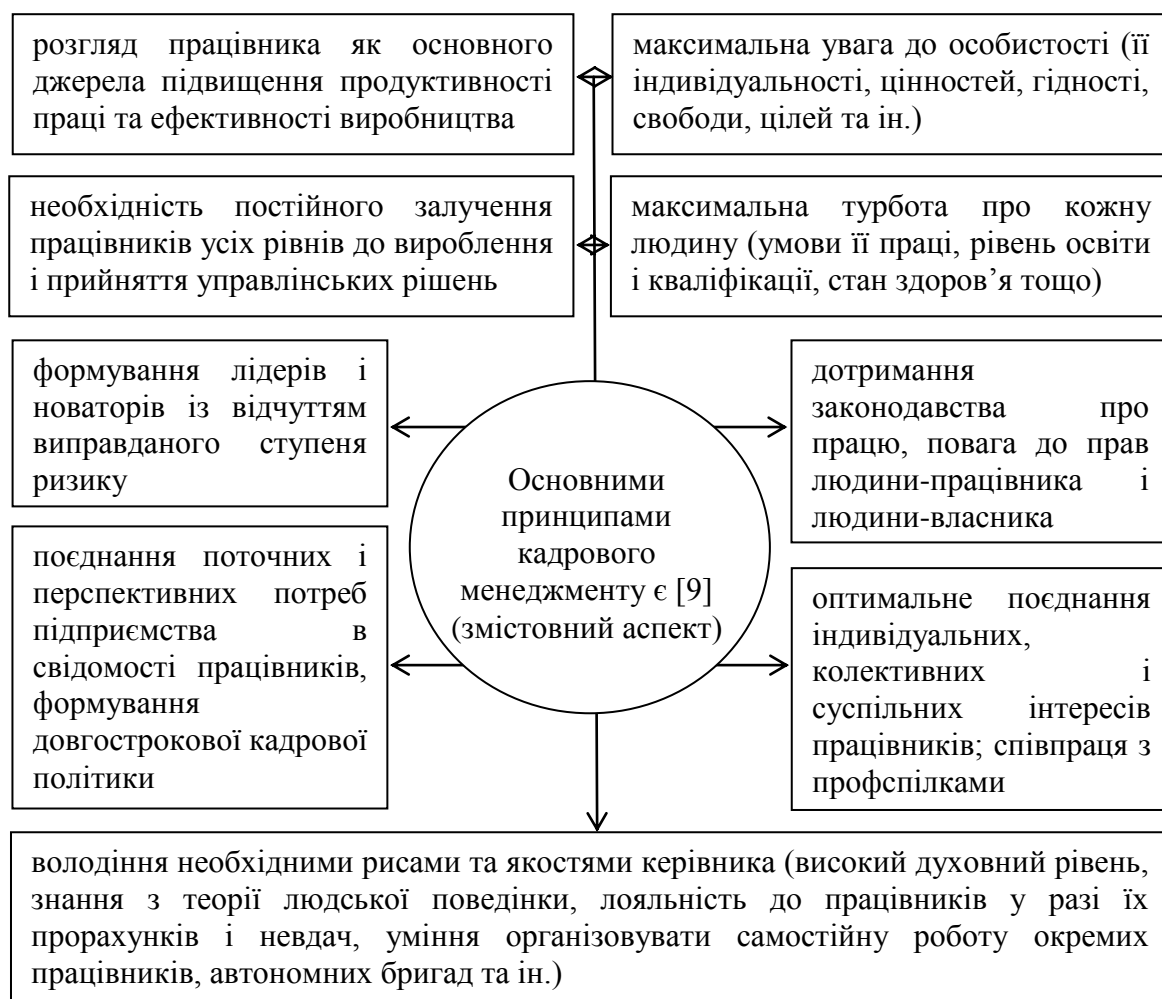 розгляд працівника як основного
джерела підвищення продуктивності
праці та ефективності виробництва
максимальна увага до особистості (її
індивідуальності, цінностей, гідності,
свободи, цілей та ін.)
необхідність постійного залучення
працівників усіх рівнів до вироблення
і прийняття управлінських рішень
максимальна турбота про кожну
людину (умови її праці, рівень освіти
і кваліфікації, стан здоров’я тощо)
формування лідерів і
новаторів із відчуттям
виправданого ступеня
ризику
дотримання
законодавства про
працю, повага до прав
людини-працівника і
людини-власника
Основними
принципами
кадрового
менеджменту є [9]
(змістовний аспект)
поєднання поточних і
перспективних потреб
підприємства в
свідомості працівників,
формування
довгострокової кадрової
політики
оптимальне поєднання
індивідуальних,
колективних і
суспільних інтересів
працівників; співпраця з
профспілками
володіння необхідними рисами та якостями керівника (високий духовний рівень,
знання з теорії людської поведінки, лояльність до працівників у разі їх
прорахунків і невдач, уміння організовувати самостійну роботу окремих
працівників, автономних бригад та ін.)